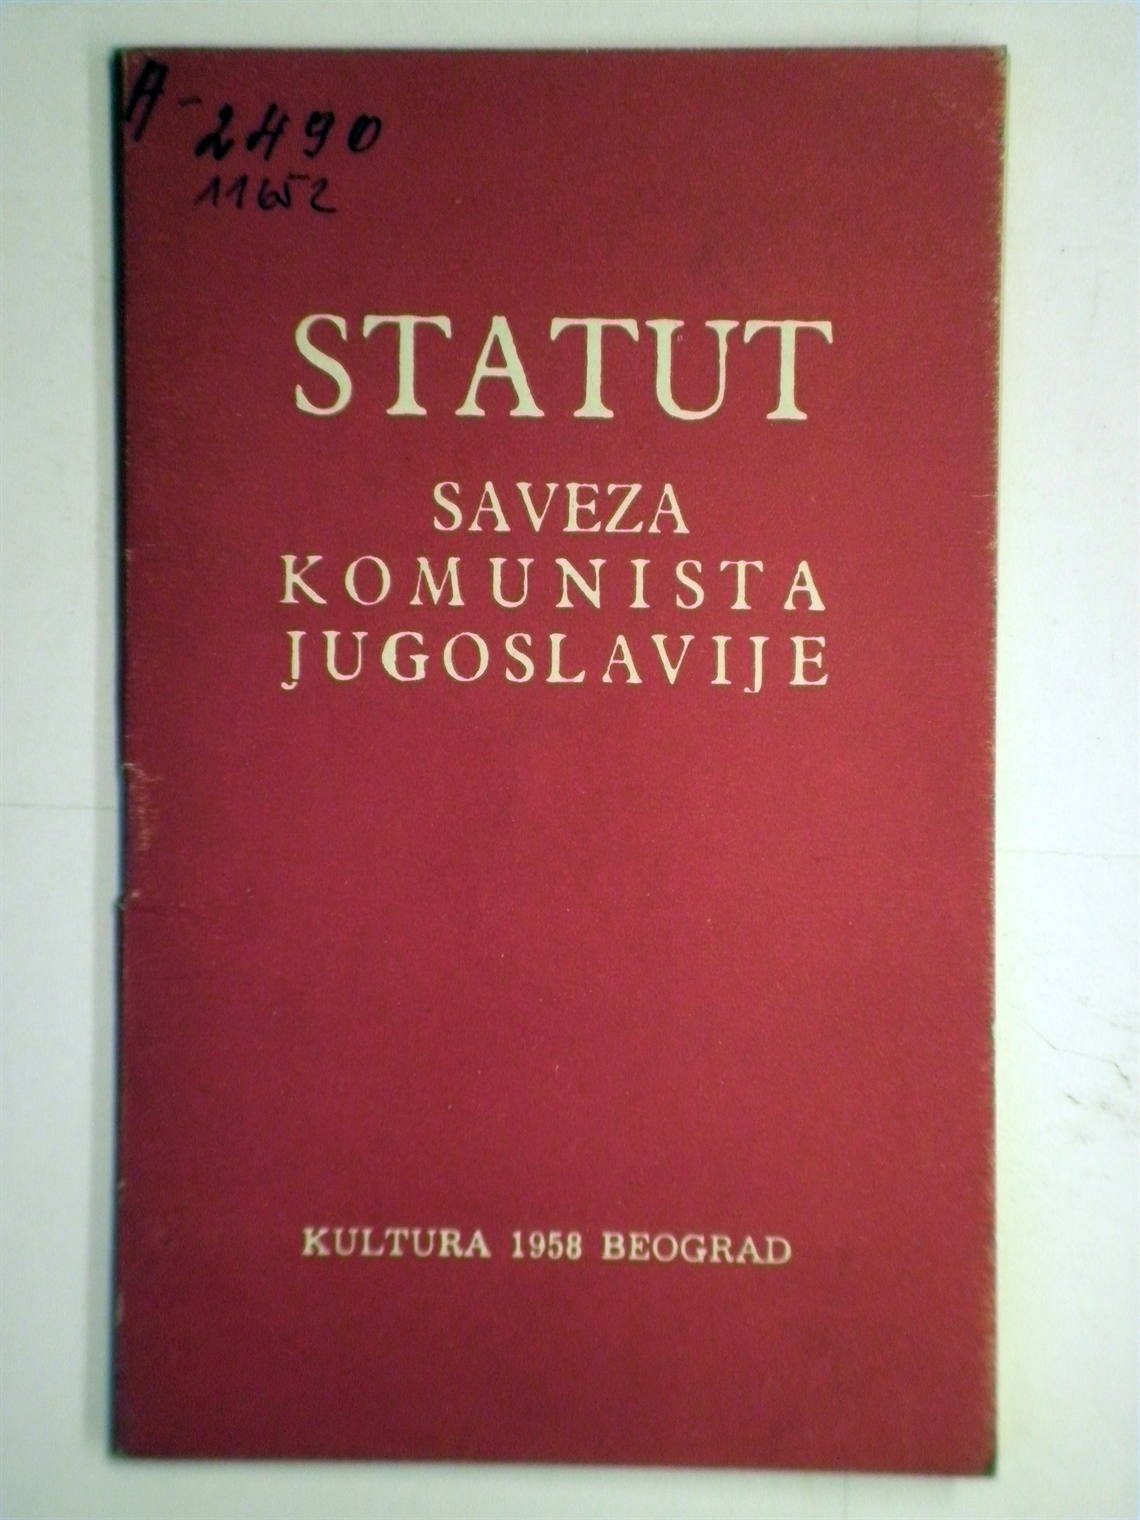 A-2490
11652
STATUT
SAVEZA
KOMUNISTA
JUGOSLAVIJE
KULTURA 1958 BEOGRAD